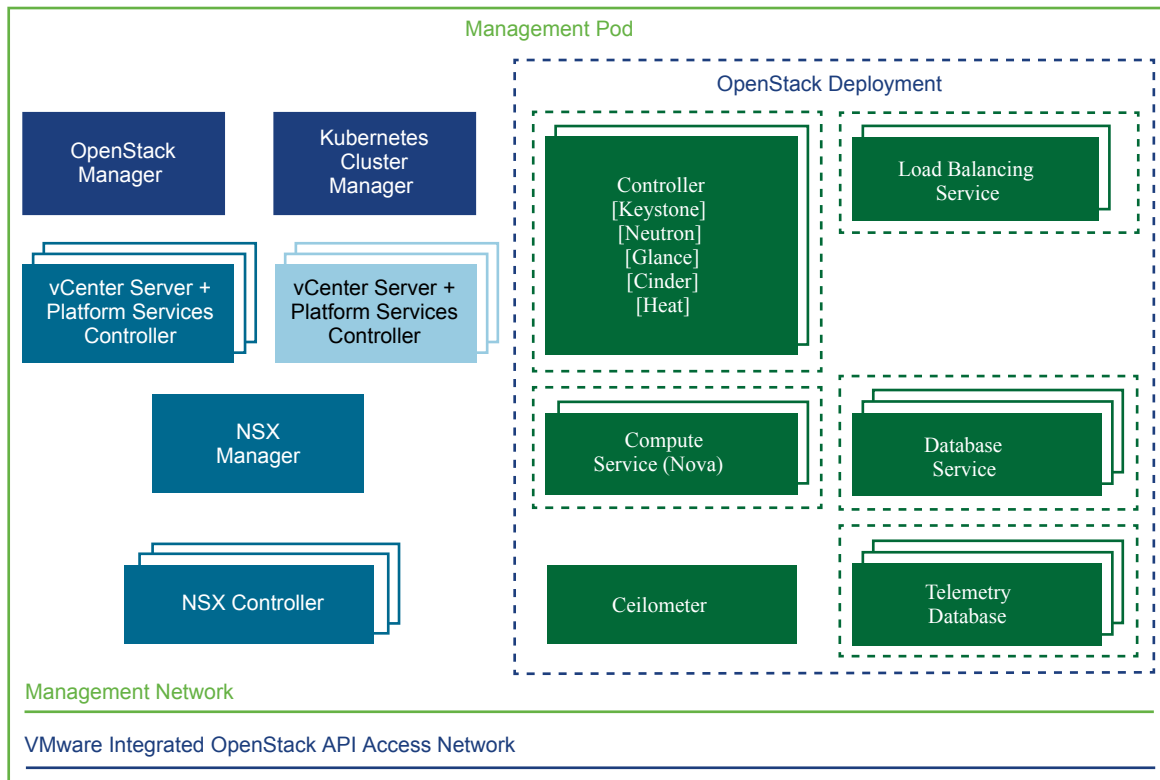 Management Pod
OpenStack Deployment
OpenStack
Manager
Kubernetes
Cluster
Manager
vCenter Server +
Platform Services
Controller
vCenter Server +
Platform Services
Controller
NSX
Manager
NSX Controller
Controller
[Keystone]
[Neutron]
[Glance]
[Cinder]
[Heat]
Load Balancing
Service
Compute
Service (Nova)
Database
Service
Ceilometer
Telemetry
Database
Management Network
VMware Integrated OpenStack API Access Network